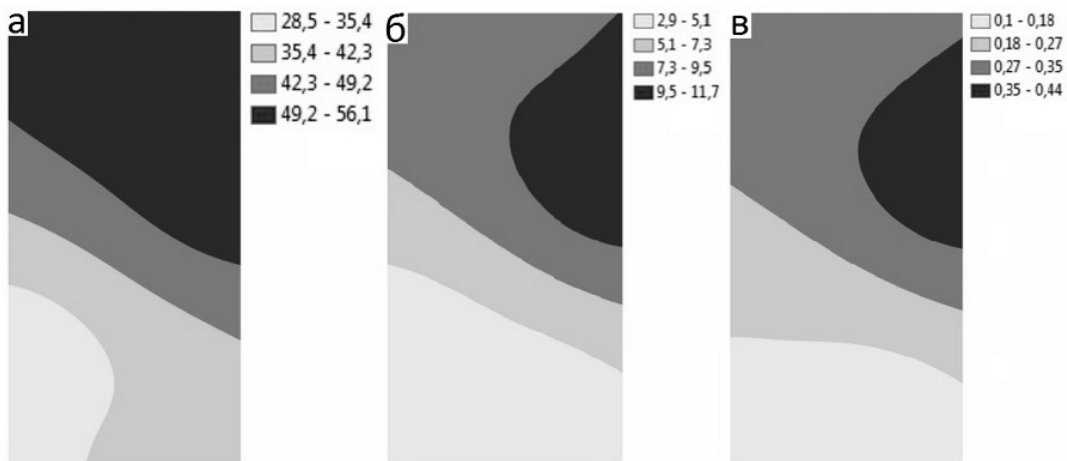 а
28,5 - 35,4
35,4 - 42,3
42,3 - 49,2
49,2 - 56,1
б
2,9 - 5,1
5,1 - 7,3
7,3 - 9,5
9,5 - 11,7
в
0,1 - 0,18
0,18 - 0,27
0,27 - 0,35
0,35 - 0,44